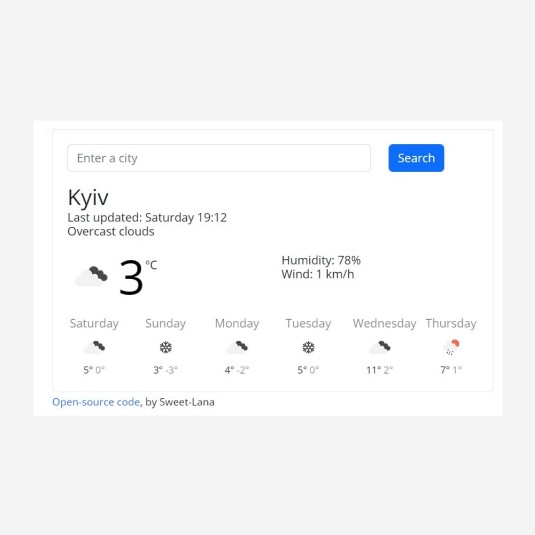 Enter a city
Search
Kyiv
Last updated: Saturday 19:12
Overcast clouds
3°C
Humidity: 78%
Wind: 1 km/h
Saturday Sunday Monday Tuesday Wednesday Thursday
5° 0° 3° -3° 4° -2° 5° 0° 11° 2° 7° 1°
Open-source code, by Sweet-Lana